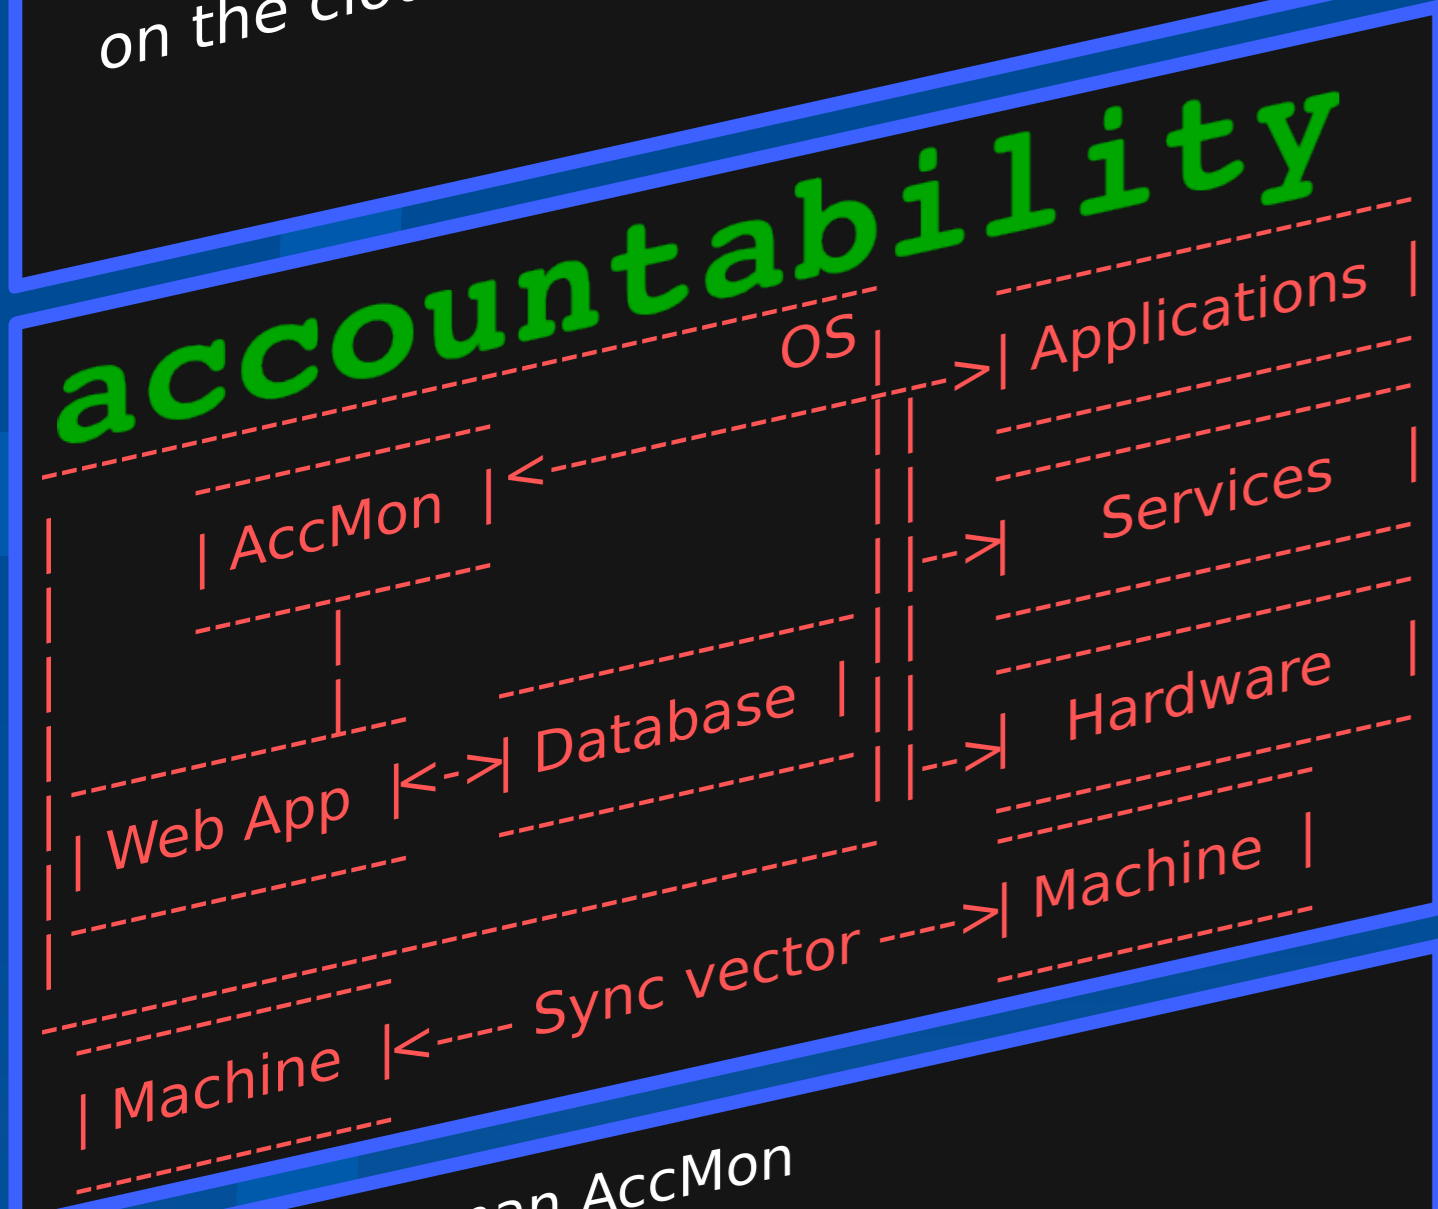 on the
accountability
OS
Applications
AccMon
Services
Database
Hardware
Web App
Machine
Sync vector
Machine
AccMon